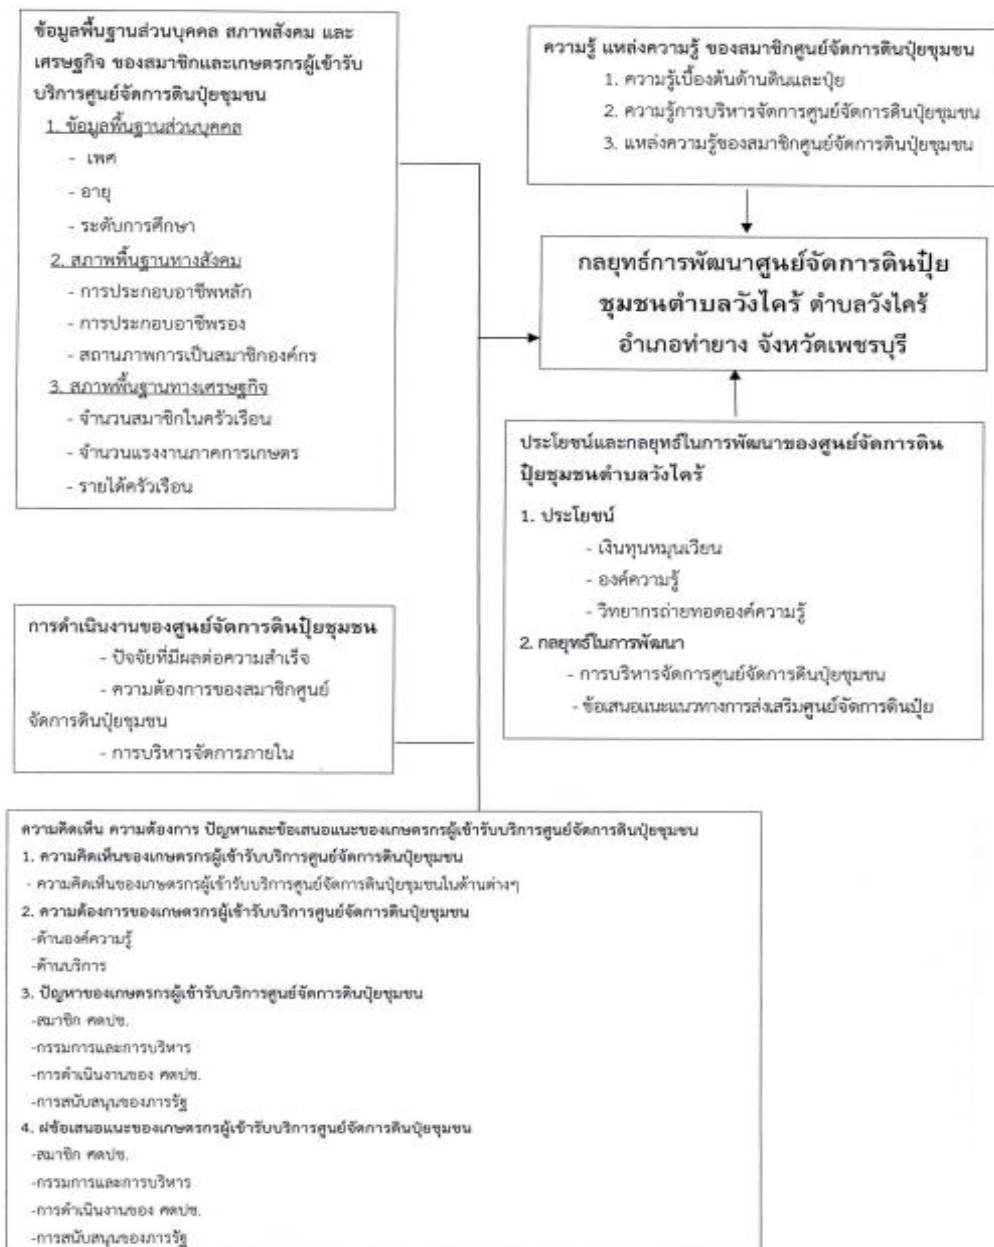 ข้อมูลพื้นฐานส่วนบุคคล สภาพสังคม และ
เศรษฐกิจ ของสมาชิกและเกษตรกรผู้เข้ารับ
บริการศูนย์จัดการดินปุ๋ยชุมชน
1. ข้อมูลพื้นฐานส่วนบุคคล
- เพศ
- อายุ
- ระดับการศึกษา
2. สภาพพื้นฐานทางสังคม
- การประกอบอาชีพหลัก
- การประกอบอาชีพรอง
- สถานภาพการเป็นสมาชิกองค์กร
3. สภาพพื้นฐานทางเศรษฐกิจ
- จำนวนสมาชิกในครัวเรือน
- จำนวนแรงงานภาคการเกษตร
- รายได้ครัวเรือน
ความรู้ แหล่งความรู้ ของสมาชิกศูนย์จัดการดินปุ๋ยชุมชน
1. ความรู้เบื้องต้นด้านดินและปุ๋ย
2. ความรู้การบริหารจัดการศูนย์จัดการดินปุ๋ยชุมชน
3. แหล่งความรู้ของสมาชิกศูนย์จัดการดินปุ๋ยชุมชน
กลยุทธ์การพัฒนาศูนย์จัดการดินปุ๋ย
ชุมชนตำบลวังไคร้ ตำบลวังไคร้
อำเภอท่ายาง จังหวัดเพชรบุรี
ประโยชน์และกลยุทธ์ในการพัฒนาของศูนย์จัดการดิน
ปุ๋ยชุมชนตำบลวังไคร้
1. ประโยชน์
- เงินทุนหมุนเวียน
- องค์ความรู้
- วิทยากรถ่ายทอดองค์ความรู้
2. กลยุทธ์ในการพัฒนา
- การบริหารจัดการศูนย์จัดการดินปุ๋ยชุมชน
- ข้อเสนอแนะแนวทางการส่งเสริมศูนย์จัดการดินปุ๋ย
การดำเนินงานของศูนย์จัดการดินปุ๋ยชุมชน
- ปัจจัยที่มีผลต่อความสำเร็จ
- ความต้องการของสมาชิกศูนย์
จัดการดินปุ๋ยชุมชน
- การบริหารจัดการภายใน
ความคิดเห็น ความต้องการ ปัญหาและข้อเสนอแนะของเกษตรกรผู้เข้ารับบริการศูนย์จัดการดินปุ๋ยชุมชน
1. ความคิดเห็นของเกษตรกรผู้เข้ารับบริการศูนย์จัดการดินปุ๋ยชุมชน
- ความคิดเห็นของเกษตรกรผู้เข้ารับบริการศูนย์จัดการดินปุ๋ยชุมชนในด้านต่างๆ
2. ความต้องการของเกษตรกรผู้เข้ารับบริการศูนย์จัดการดินปุ๋ยชุมชน
-ด้านองค์ความรู้
-ด้านบริการ
3. ปัญหาของเกษตรกรผู้เข้ารับบริการศูนย์จัดการดินปุ๋ยชุมชน
-สมาชิก ศดปช.
-กรรมการและการบริหาร
-การดำเนินงานของ ศดปช.
-การสนับสนุนของภารรัฐ
4. ฝข้อเสนอแนะของเกษตรกรผู้เข้ารับบริการศูนย์จัดการดินปุ๋ยชุมชน
-สมาชิก ศดปช.
-กรรมการและการบริหาร
-การดำเนินงานของ ศดปช.
-การสนับสนุนของภารรัฐ